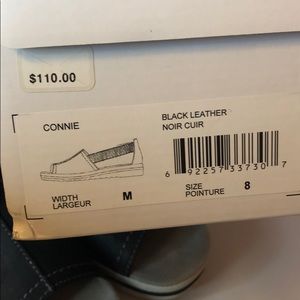 $110.00
CONNIE
BLACK LEATHER
NOIR CUIR
6 92257 33730 7
WIDTH
LARGEUR
M
SIZE
POINTURE
8